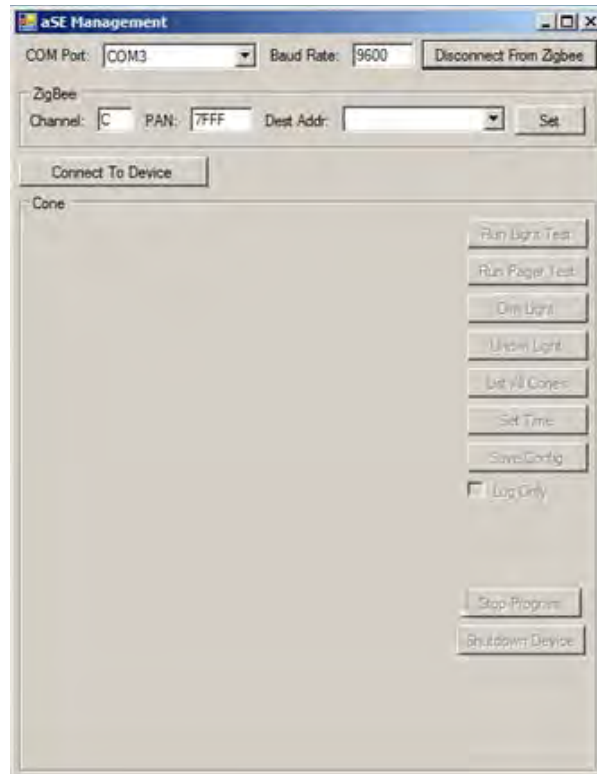 aSE Management
COM Port: COM3 Baud Rate: 9600 Disconnect From Zigbee
ZigBee
Channel: C PAN: 7FFF Dest Addr: Set
Connect To Device
Cone
Run Light Test
Run Pager Test
Dim Light
Undim Light
List All Cones
Set Time
Save Config
Log Only
Stop Program
Shutdown Device